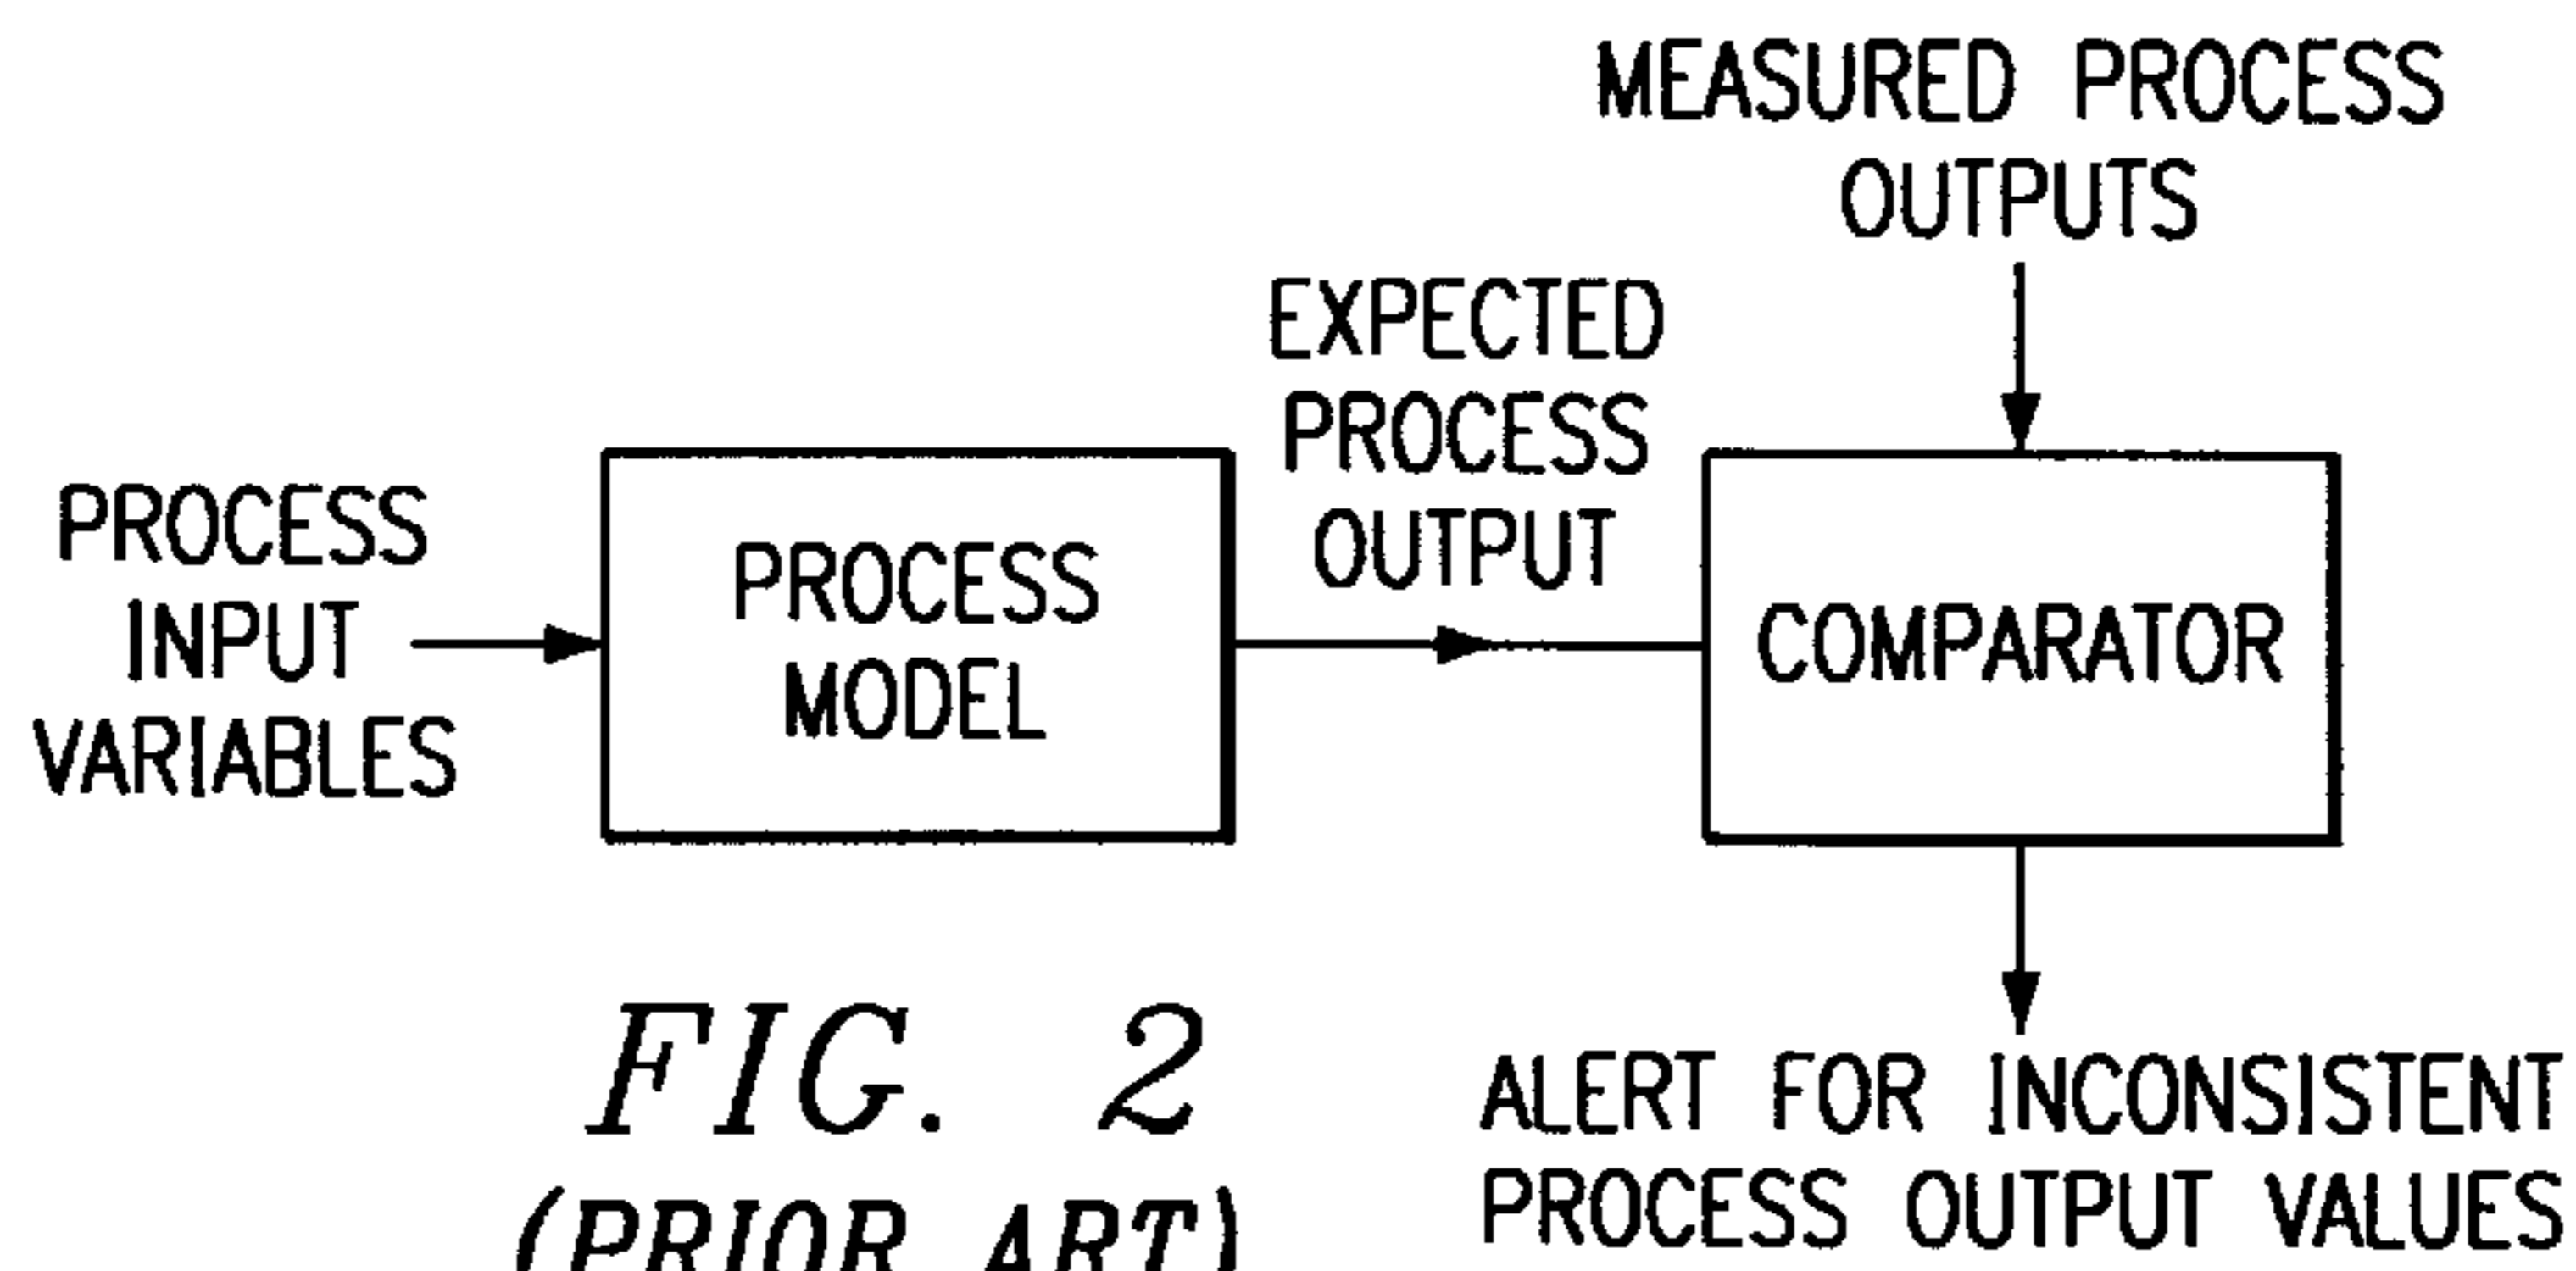 MEASURED PROCESS
OUTPUTS
EXPECTED
PROCESS
OUTPUT
PROCESS
INPUT
VARIABLES
PROCESS
MODEL
COMPARATOR
FIG. 2
(PRIOR ART)
ALERT FOR INCONSISTENT
PROCESS OUTPUT VALUES